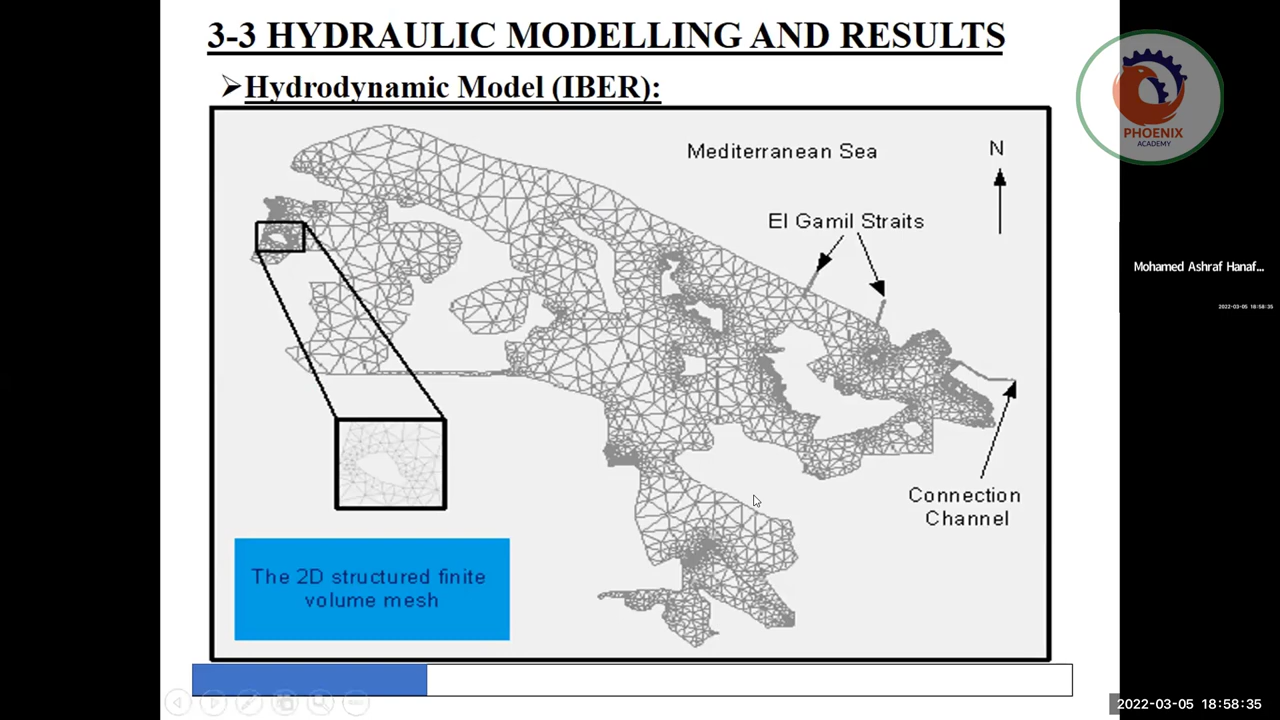 3-3 HYDRAULIC MODELLING AND RESULTS
➢Hydrodynamic Model (IBER):
PHOENIX
ACADEMY
Mediterranean Sea
N
El Gamil Straits
Mohamed Ashraf Hanaf...
2022-03-05 18:58:35
Connection
Channel
The 2D structured finite
volume mesh
2022-03-05 18:58:35